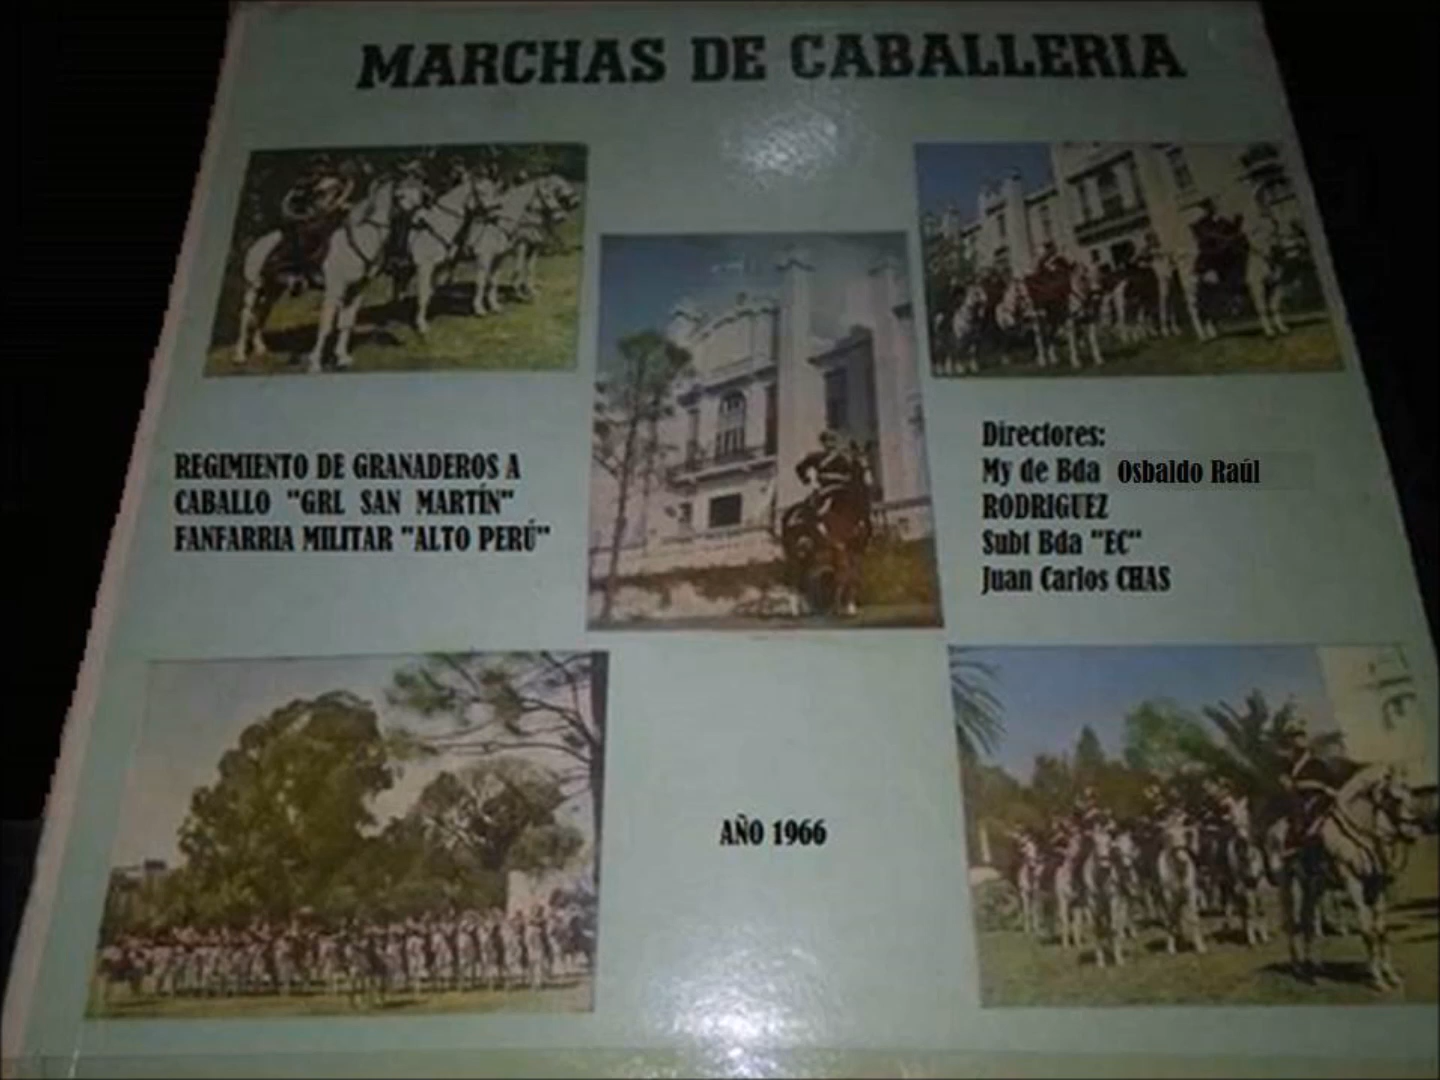 MARCHAS DE CABALLERIA
REGIMIENTO DE GRANADEROS A
CABALLO "GRL SAN MARTÍN"
FANFARRIA MILITAR "ALTO PERÚ"
Directores:
My de Bda Osbaldo Raúl
RODRIGUEZ
Subt Bda "EC"
Juan Carlos CHAS
AÑO 1966